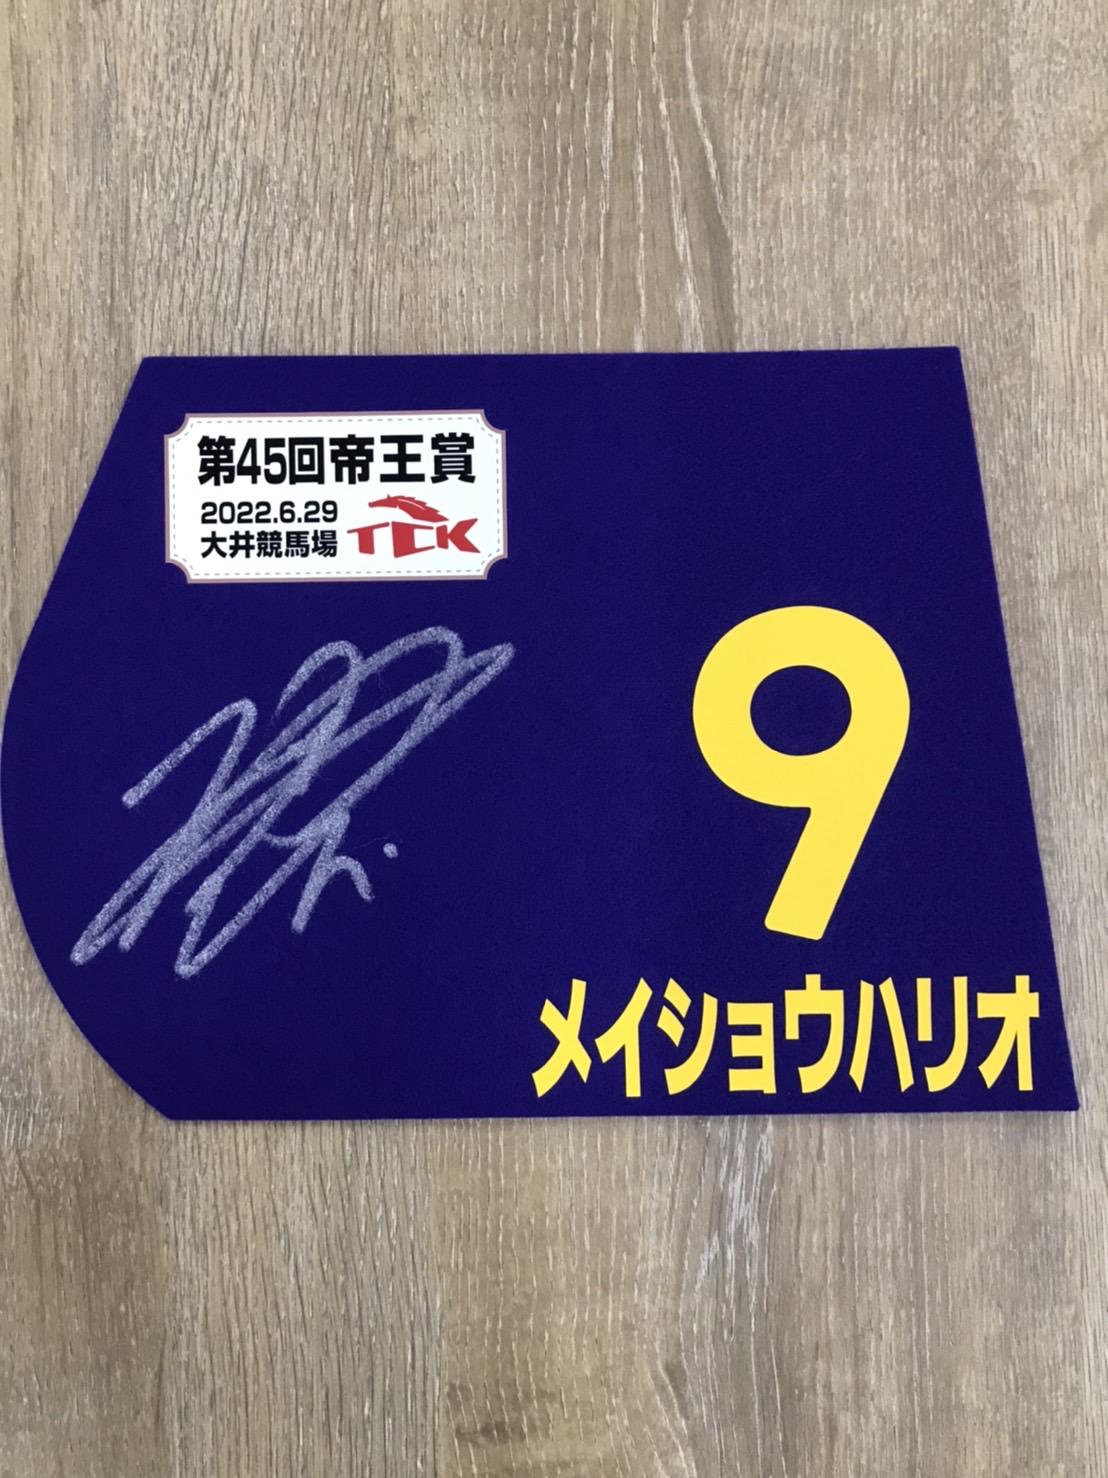 第45回帝王賞
2022.6.29
大井競馬場 TCK
9
メイショウハリオ